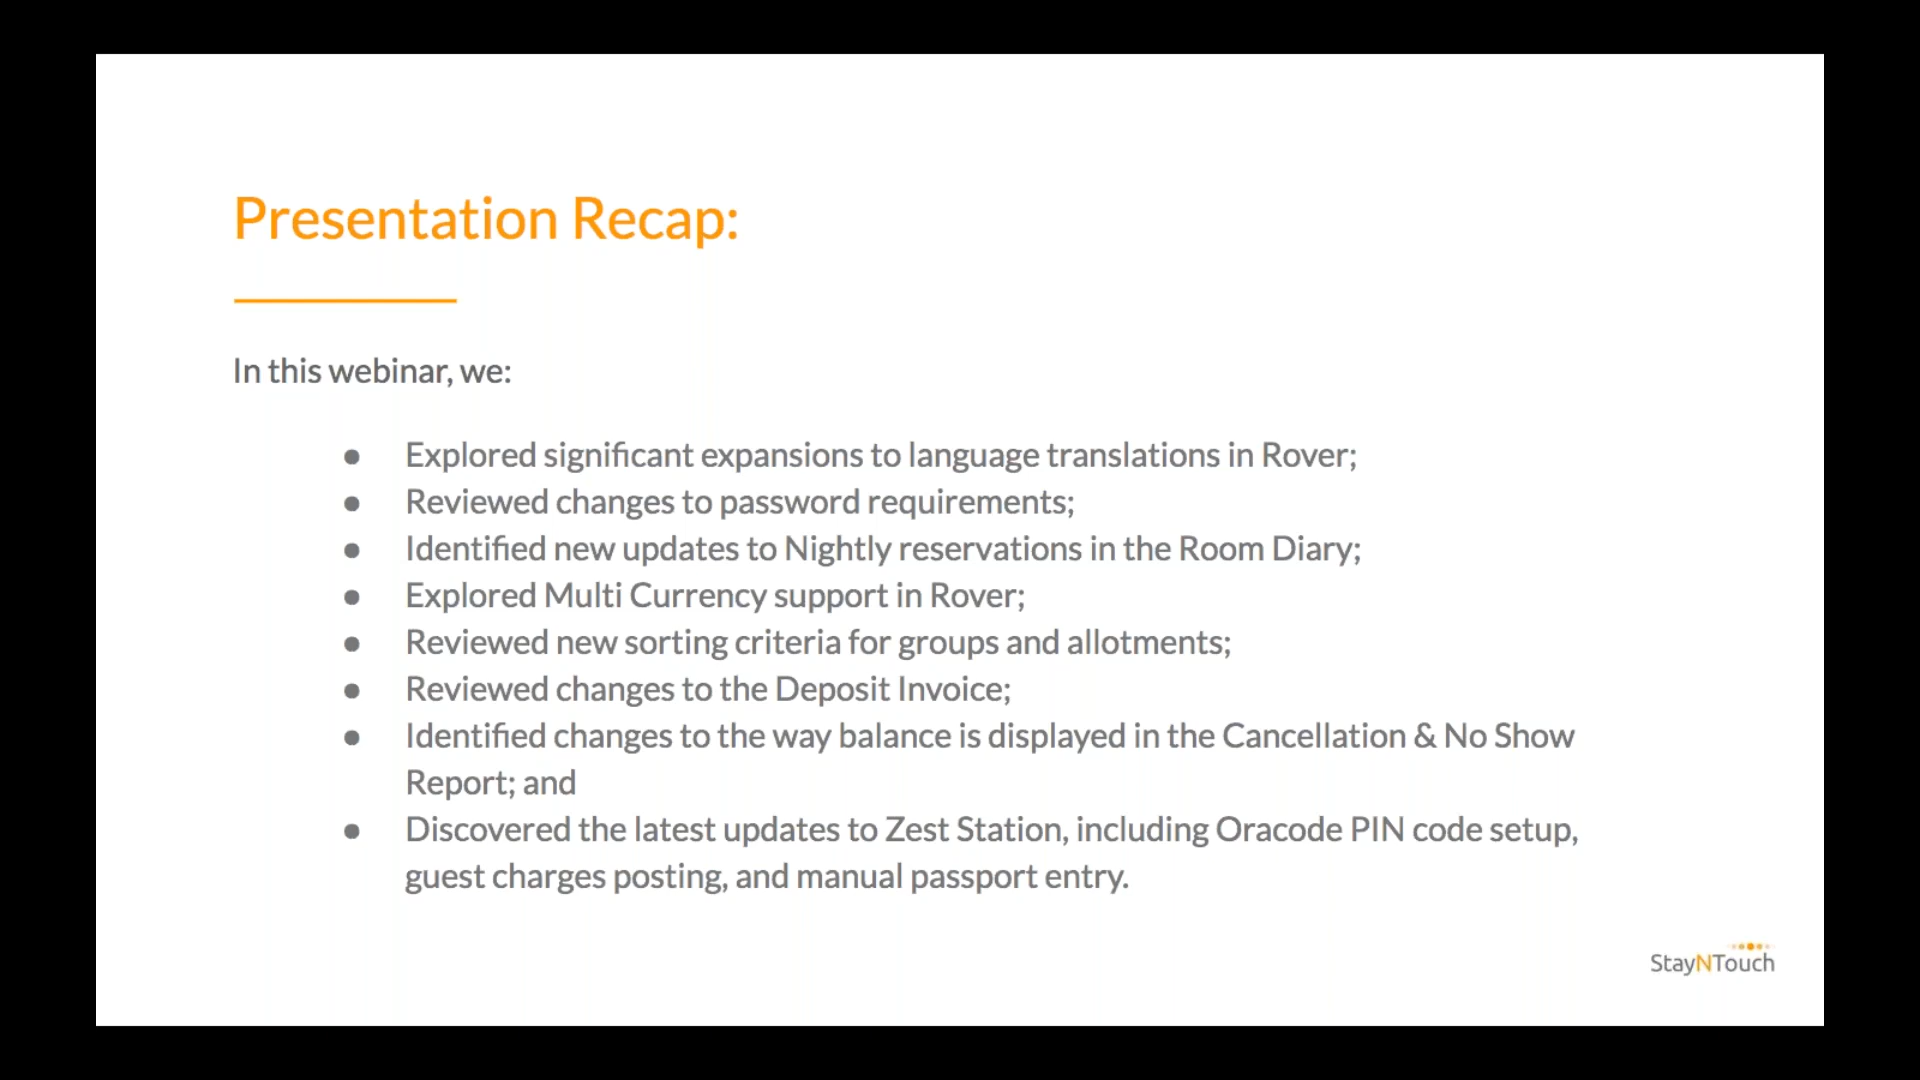 Presentation Recap:
In this webinar, we:
● Explored significant expansions to language translations in Rover;
● Reviewed changes to password requirements;
● Identified new updates to Nightly reservations in the Room Diary;
● Explored Multi Currency support in Rover;
● Reviewed new sorting criteria for groups and allotments;
● Reviewed changes to the Deposit Invoice;
● Identified changes to the way balance is displayed in the Cancellation & No Show
Report; and
● Discovered the latest updates to Zest Station, including Oracode PIN code setup,
guest charges posting, and manual passport entry.
StayNTouch